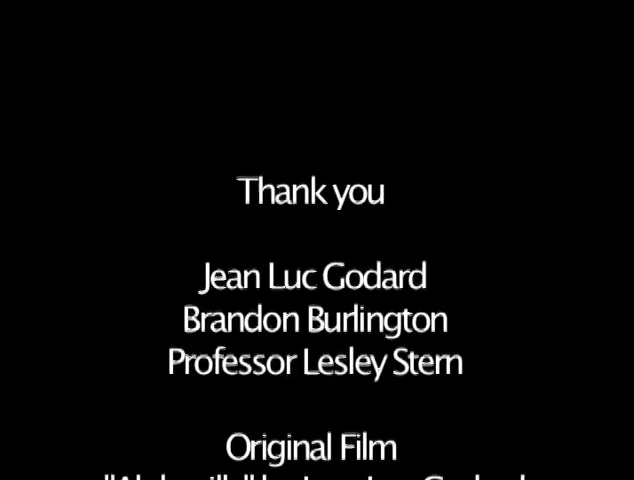 Thank you
Jean Luc Godard
Brandon Burlington
Professor Lesley Stern
Original Film